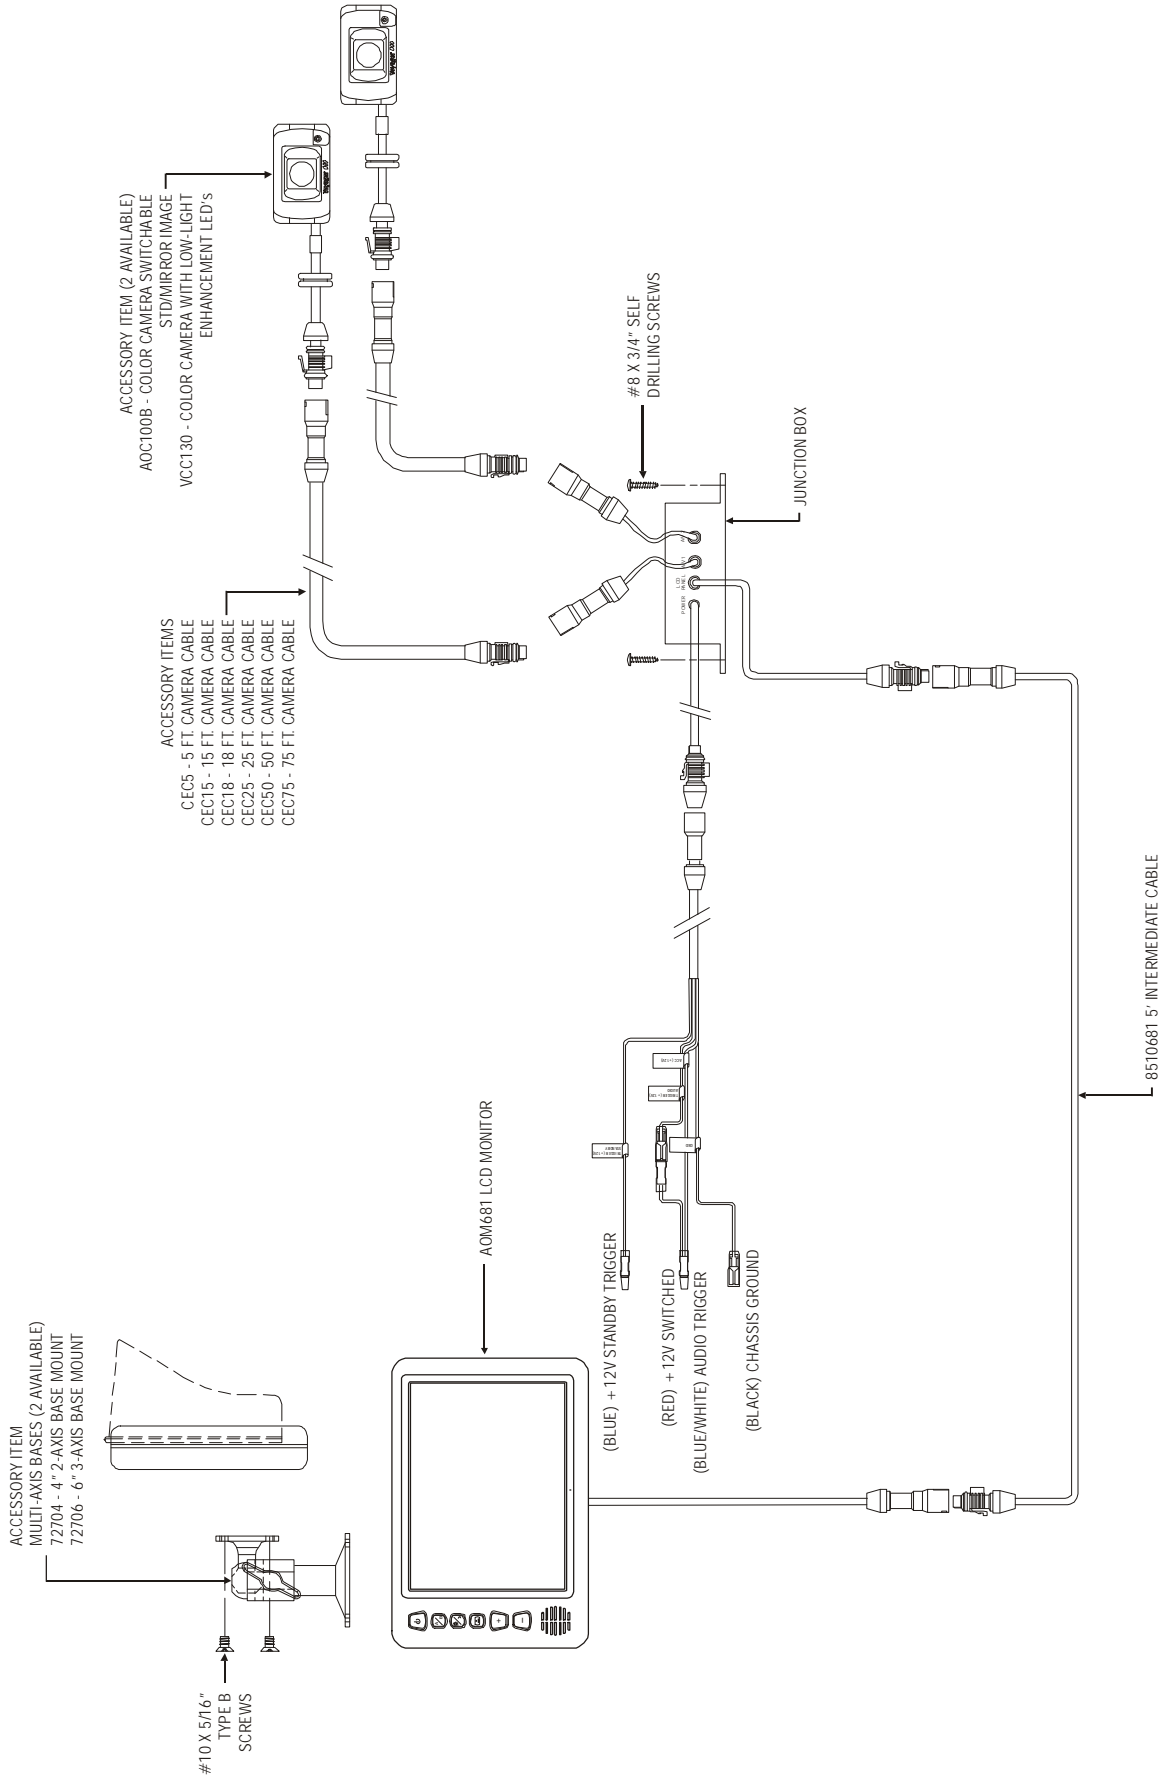 ACCESSORY ITEM
MULTI-AXIS BASES (2 AVAILABLE)
72704 - 4" 2-AXIS BASE MOUNT
72706 - 6" 3-AXIS BASE MOUNT
#10 X 5/16"
TYPE B
SCREWS
AOM681 LCD MONITOR
(BLUE) +12V STANDBY TRIGGER
(RED) +12V SWITCHED
(BLUE/WHITE) AUDIO TRIGGER
(BLACK) CHASSIS GROUND
ACCESSORY ITEMS
CEC5 - 5 FT. CAMERA CABLE
CEC15 - 15 FT. CAMERA CABLE
CEC18 - 18 FT. CAMERA CABLE
CEC25 - 25 FT. CAMERA CABLE
CEC50 - 50 FT. CAMERA CABLE
CEC75 - 75 FT. CAMERA CABLE
ACCESSORY ITEM (2 AVAILABLE)
AOC100B - COLOR CAMERA SWITCHABLE
STD/MIRROR IMAGE
VCC130 - COLOR CAMERA WITH LOW-LIGHT
ENHANCEMENT LED's
Voyager
Voyager
#8 X 3/4" SELF
DRILLING SCREWS
POWER
LCD
PANEL
JUNCTION BOX
8510681 5' INTERMEDIATE CABLE